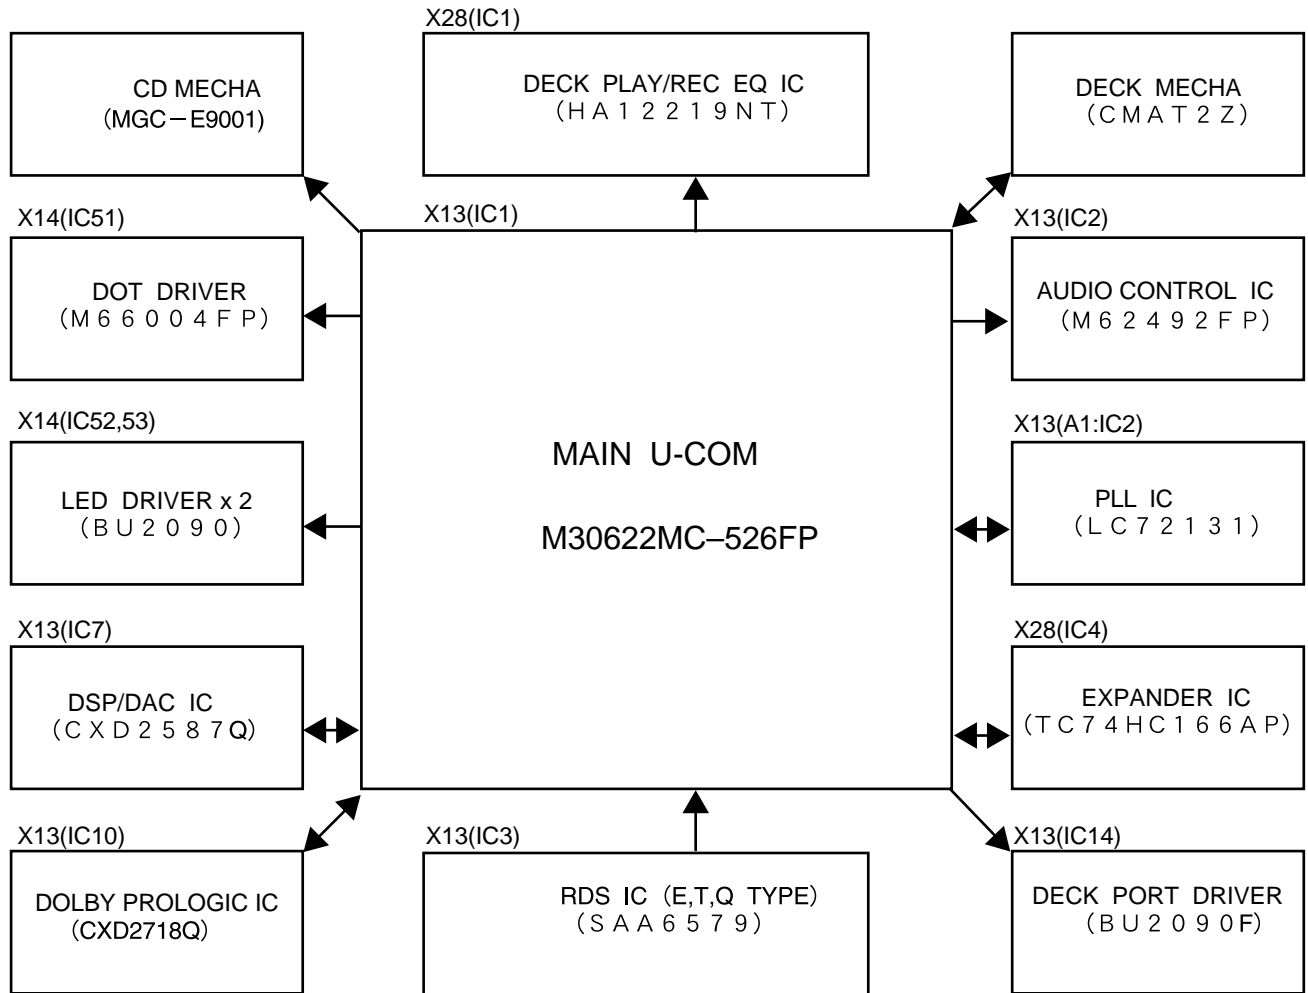 X28(IC1)
CD MECHA
(MGC－E9001)
DECK PLAY/REC EQ IC
(HA12219NT)
DECK MECHA
(CMAT2Z)
X14(IC51)
X13(IC1)
X13(IC2)
DOT DRIVER
(M66004FP)
AUDIO CONTROL IC
(M62492FP)
X14(IC52,53)
X13(A1:IC2)
LED DRIVER x 2
(BU2090)
MAIN U-COM
M30622MC–526FP
PLL IC
(LC72131)
X13(IC7)
X28(IC4)
DSP/DAC IC
(CXD2587Q)
EXPANDER IC
(TC74HC166AP)
X13(IC10)
X13(IC3)
X13(IC14)
DOLBY PROLOGIC IC
(CXD2718Q)
RDS IC (E,T,Q TYPE)
(SAA6579)
DECK PORT DRIVER
(BU2090F)